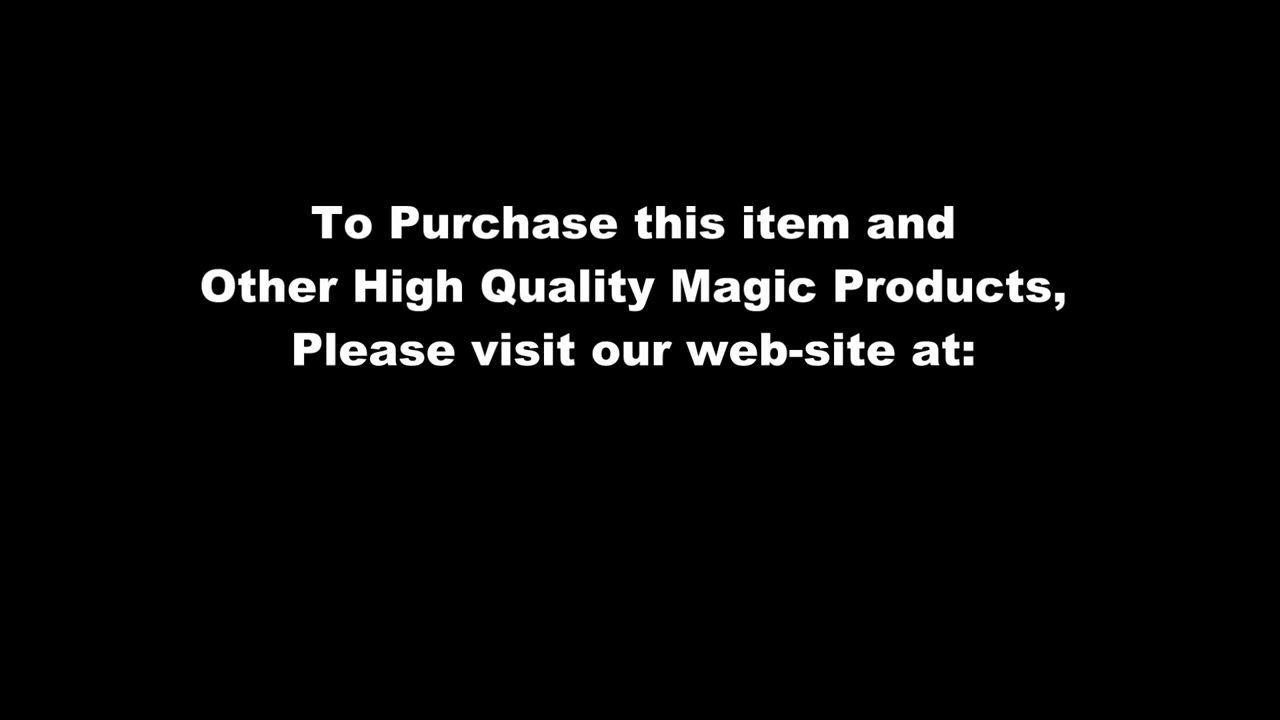 To Purchase this item and
Other High Quality Magic Products,
Please visit our web-site at: